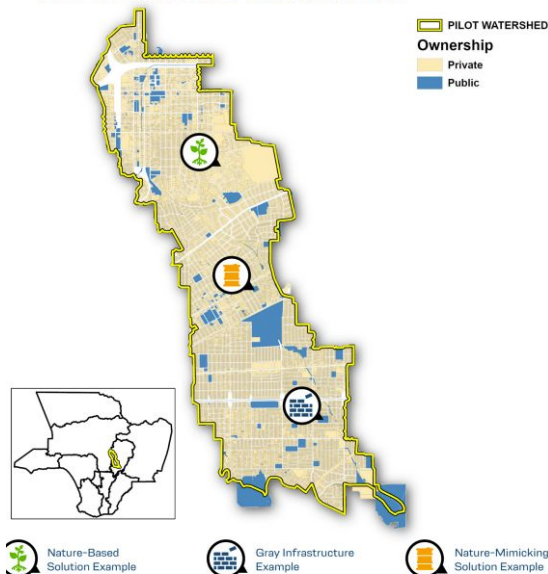 PILOT WATERSHED
Ownership
Private
Public
Nature-Based
Solution Example
Gray Infrastructure
Example
Nature-Mimicking
Solution Example